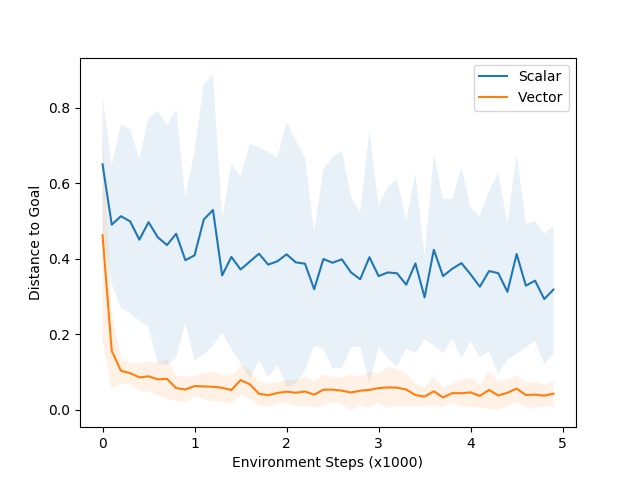 Scalar
Vector
0.8
0.6
0.4
0.2
0.0
Distance to Goal
0 1 2 3 4 5
Environment Steps (x1000)